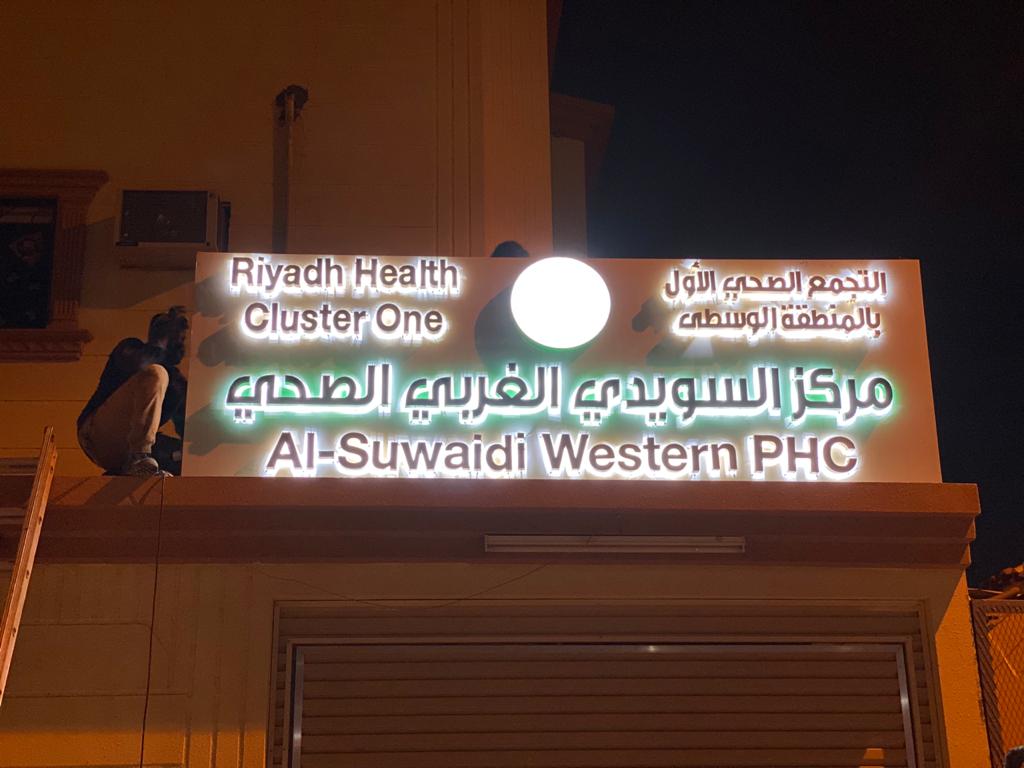 Riyadh Health
Cluster One
التجمع الصحي الأول
بالمنطقة الوسطى
مركز السويدي الغربي الصحي
Al-Suwaidi Western PHC